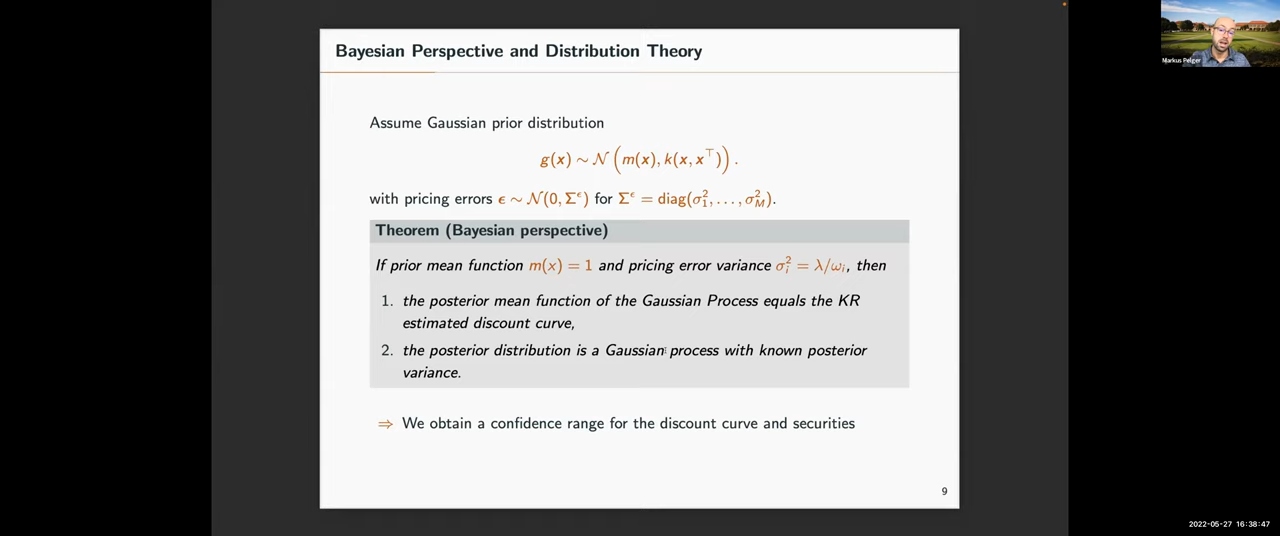 Bayesian Perspective and Distribution Theory
Markus Pelger
Assume Gaussian prior distribution
g(x) ∼ 𝒩 (m(x), k(x, x⊤)) .
with pricing errors ϵ ∼ 𝒩(0, Σ^ϵ) for Σ^ϵ = diag(σ₁², . . . , σ_M²).
Theorem (Bayesian perspective)
If prior mean function m(x) = 1 and pricing error variance σᵢ² = λ/ωᵢ, then
1. the posterior mean function of the Gaussian Process equals the KR
estimated discount curve,
2. the posterior distribution is a Gaussian process with known posterior
variance.
⇒ We obtain a confidence range for the discount curve and securities
9
2022-05-27 16:38:47